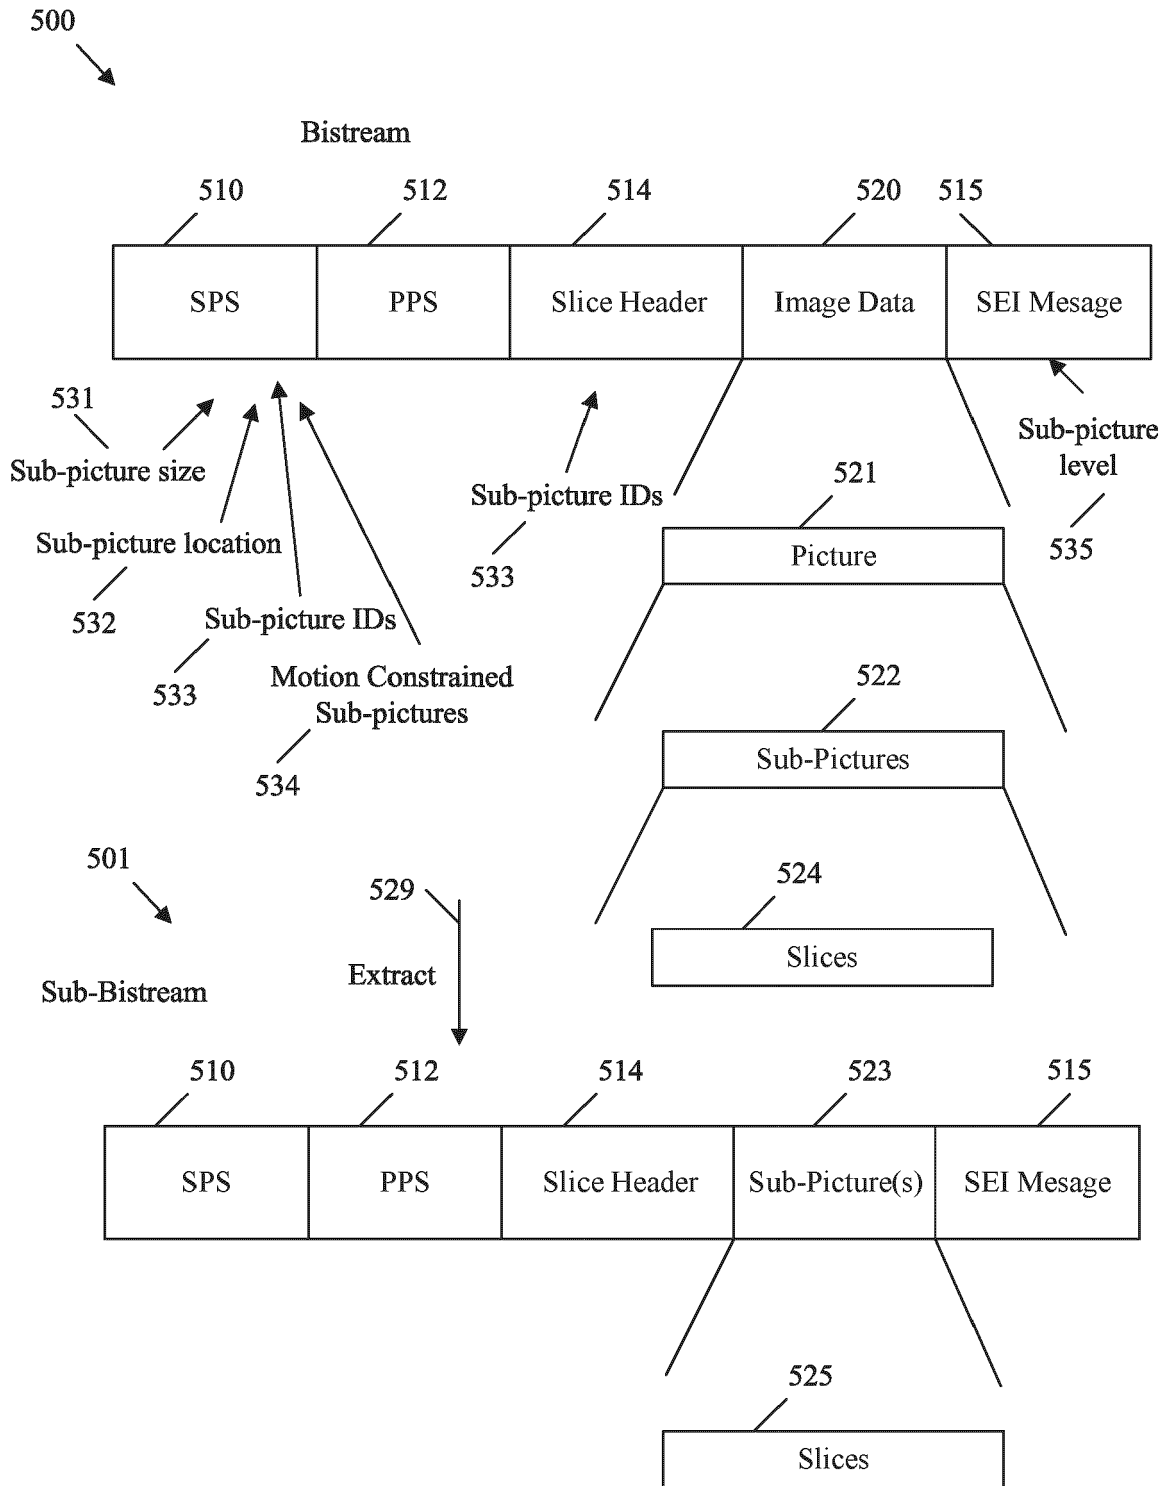 500
Bistream
510 512 514 520 515
SPS PPS Slice Header Image Data SEI Mesage
531
Sub-picture size
Sub-picture location
532
Sub-picture IDs
533
Motion Constrained
Sub-pictures
534
Sub-picture IDs
533
Sub-picture
level
535
521
Picture
522
Sub-Pictures
524
Slices
501
Sub-Bistream
529
Extract
510 512 514 523 515
SPS PPS Slice Header Sub-Picture(s) SEI Mesage
525
Slices